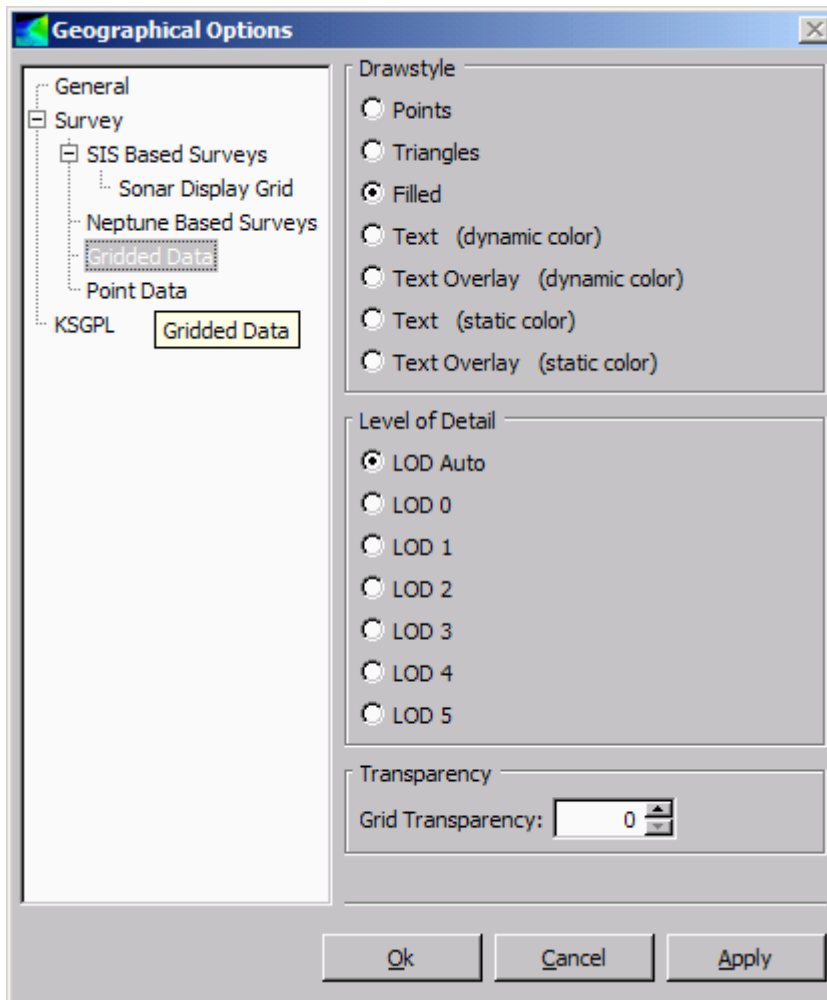 Geographical Options
General
Survey
SIS Based Surveys
Sonar Display Grid
Neptune Based Surveys
Gridded Data
Point Data
KSGPL
Gridded Data
Drawstyle
Points
Triangles
Filled
Text (dynamic color)
Text Overlay (dynamic color)
Text (static color)
Text Overlay (static color)
Level of Detail
LOD Auto
LOD 0
LOD 1
LOD 2
LOD 3
LOD 4
LOD 5
Transparency
Grid Transparency: 0
Ok Cancel Apply